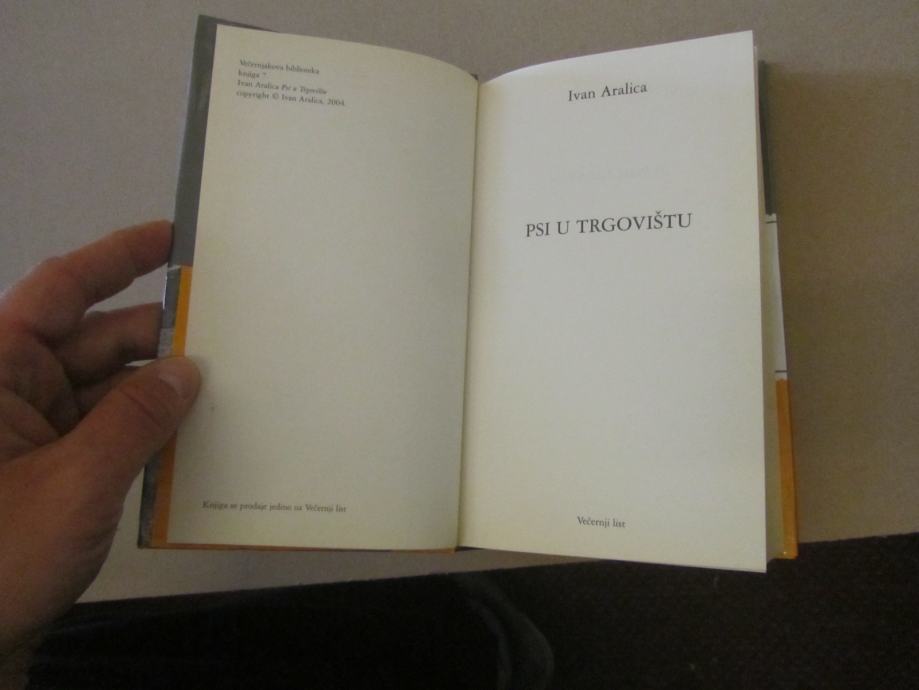 Večernjakova biblioteka
knjiga 7
Ivan Aralica Psi u Trgovištu
copyright © Ivan Aralica, 2004.
Knjiga se prodaje jedino uz Večernji list
Ivan Aralica
PSI U TRGOVIŠTU
Večernji list